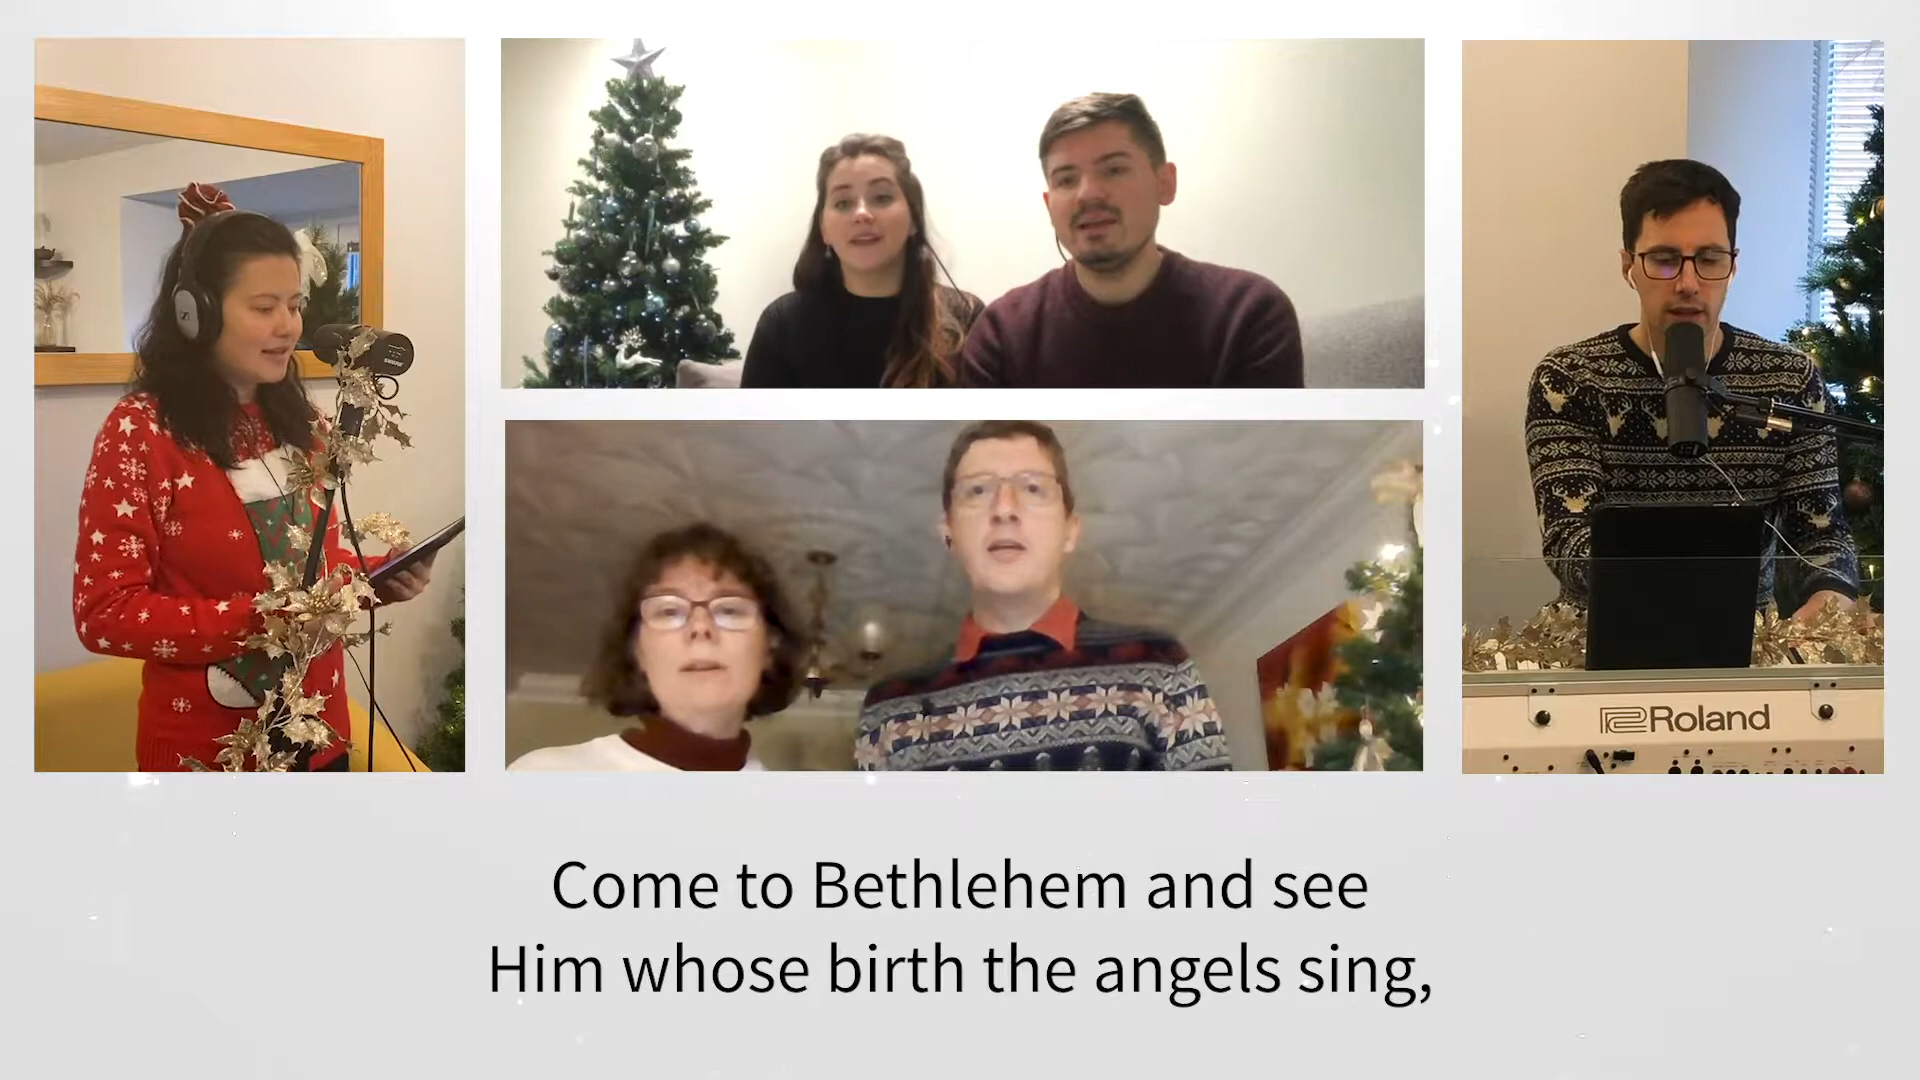 Roland
Come to Bethlehem and see
Him whose birth the angels sing,